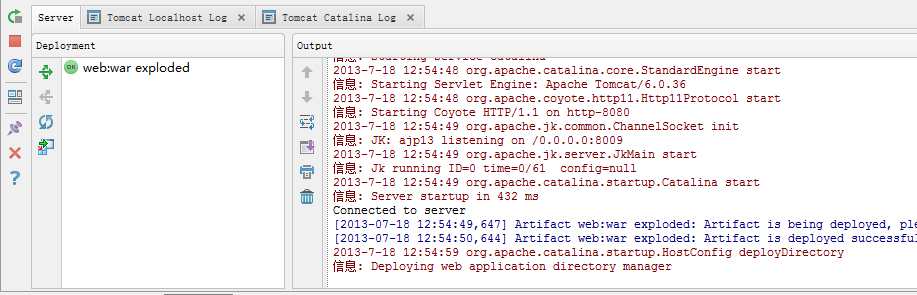 Server
Tomcat Localhost Log
Tomcat Catalina Log
Deployment
Output
OK web:war exploded
信息: Starting service Catalina
2013-7-18 12:54:48 org.apache.catalina.core.StandardEngine start
信息: Starting Servlet Engine: Apache Tomcat/6.0.36
2013-7-18 12:54:48 org.apache.coyote.http11.Http11Protocol start
信息: Starting Coyote HTTP/1.1 on http-8080
2013-7-18 12:54:49 org.apache.jk.common.ChannelSocket init
信息: JK: ajp13 listening on /0.0.0.0:8009
2013-7-18 12:54:49 org.apache.jk.server.JkMain start
信息: Jk running ID=0 time=0/61 config=null
2013-7-18 12:54:49 org.apache.catalina.startup.Catalina start
信息: Server startup in 432 ms
Connected to server
[2013-07-18 12:54:49,647] Artifact web:war exploded: Artifact is being deployed, ple
[2013-07-18 12:54:50,644] Artifact web:war exploded: Artifact is deployed successful
2013-7-18 12:54:59 org.apache.catalina.startup.HostConfig deployDirectory
信息: Deploying web application directory manager